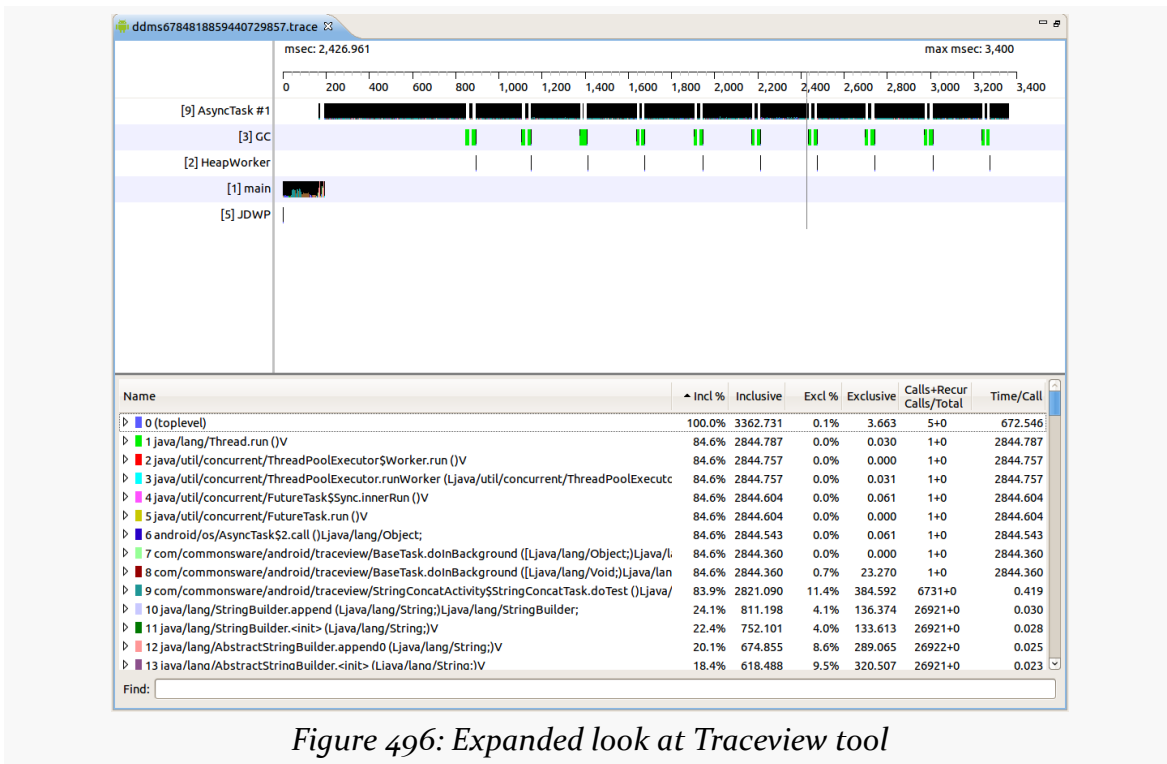 ddms6784818859440729857.trace
msec: 2,426.961 max msec: 3,400
0 200 400 600 800 1,000 1,200 1,400 1,600 1,800 2,000 2,200 2,400 2,600 2,800 3,000 3,200 3,400
[9] AsyncTask #1
[3] GC
[2] HeapWorker
[1] main
[5] JDWP
Name Incl % Inclusive Excl % Exclusive Calls+Recur Calls/Total Time/Call
0 (toplevel) 100.0% 3362.731 0.1% 3.663 5+0 672.546
1 java/lang/Thread.run ()V 84.6% 2844.787 0.0% 0.030 1+0 2844.787
2 java/util/concurrent/ThreadPoolExecutor$Worker.run ()V 84.6% 2844.757 0.0% 0.000 1+0 2844.757
3 java/util/concurrent/ThreadPoolExecutor.runWorker (Ljava/util/concurrent/ThreadPoolExecutc 84.6% 2844.757 0.0% 0.031 1+0 2844.757
4 java/util/concurrent/FutureTask$Sync.innerRun ()V 84.6% 2844.604 0.0% 0.061 1+0 2844.604
5 java/util/concurrent/FutureTask.run ()V 84.6% 2844.604 0.0% 0.000 1+0 2844.604
6 android/os/AsyncTask$2.call ()Ljava/lang/Object; 84.6% 2844.543 0.0% 0.061 1+0 2844.543
7 com/commonsware/android/traceview/BaseTask.doInBackground ([Ljava/lang/Object;)Ljava/l 84.6% 2844.360 0.0% 0.000 1+0 2844.360
8 com/commonsware/android/traceview/BaseTask.doInBackground ([Ljava/lang/Void;)Ljava/lan 84.6% 2844.360 0.7% 23.270 1+0 2844.360
9 com/commonsware/android/traceview/StringConcatActivity$StringConcatTask.doTest ()Ljava/ 83.9% 2821.090 11.4% 384.592 6731+0 0.419
10 java/lang/StringBuilder.append (Ljava/lang/String;)Ljava/lang/StringBuilder; 24.1% 811.198 4.1% 136.374 26921+0 0.030
11 java/lang/StringBuilder.<init> (Ljava/lang/String;)V 22.4% 752.101 4.0% 133.613 26921+0 0.028
12 java/lang/AbstractStringBuilder.append0 (Ljava/lang/String;)V 20.1% 674.855 8.6% 289.065 26922+0 0.025
13 java/lang/AbstractStringBuilder.<init> (Ljava/lang/String;)V 18.4% 618.488 9.5% 320.507 26921+0 0.023
Find:
Figure 496: Expanded look at Traceview tool